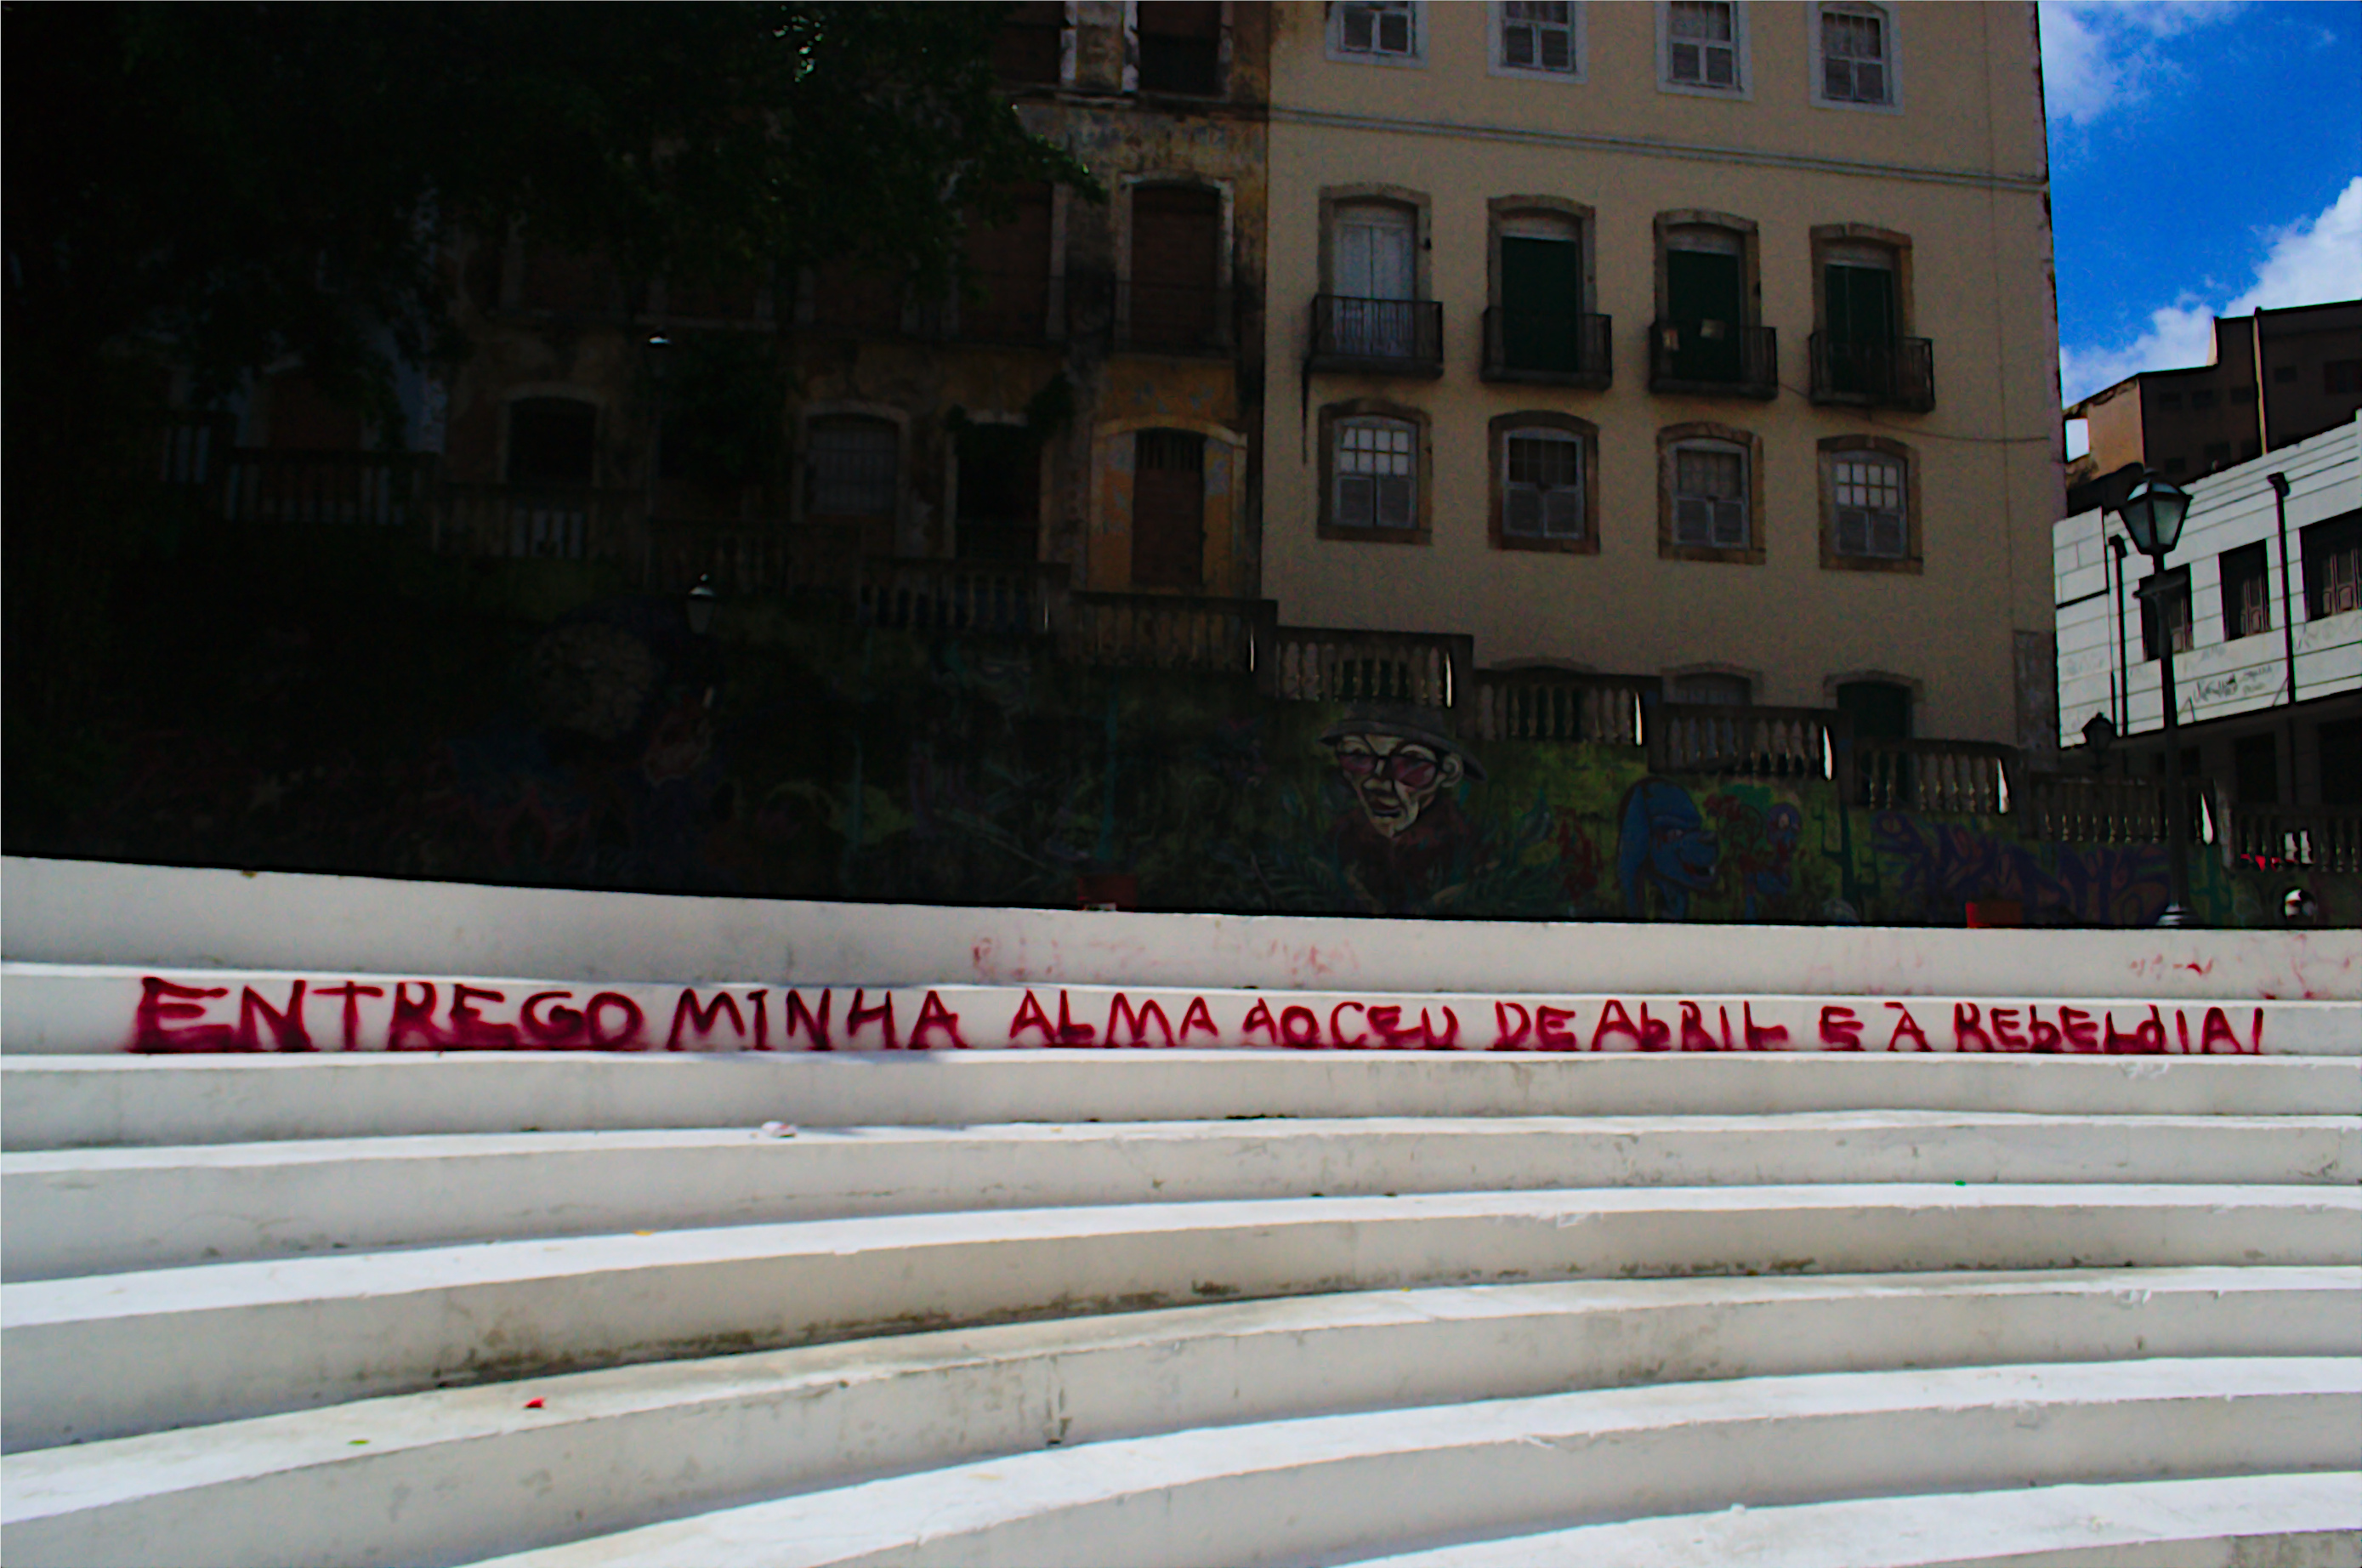 ENTREGO MINHA ALMA AO CEU DE AbRIL E À REbELdIA!